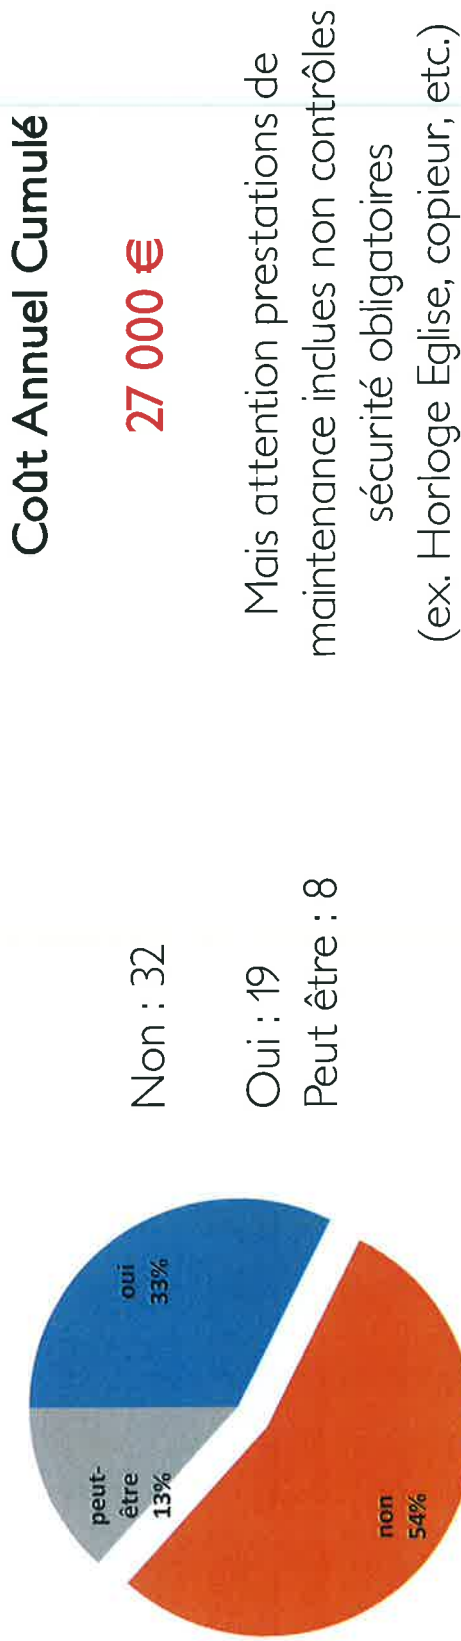 peut-
être
13%
oui
33%
non
54%
Non : 32
Oui : 19
Peut être : 8
Coût Annuel Cumulé
27 000 €
Mais attention prestations de
maintenance inclues non contrôles
sécurité obligatoires
(ex. Horloge Eglise, copieur, etc.)